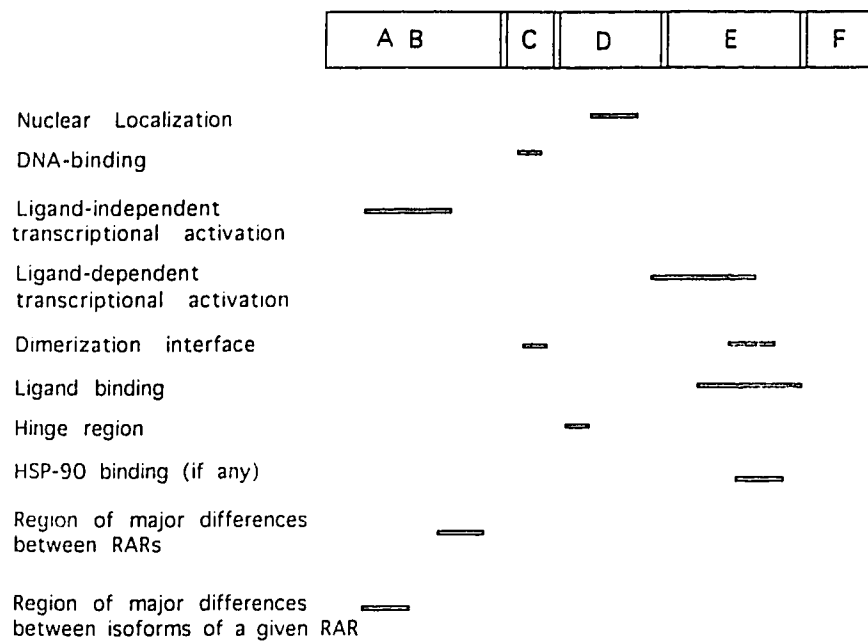 A B C D E F
Nuclear Localization
DNA-binding
Ligand-independent
transcriptional activation
Ligand-dependent
transcriptional activation
Dimerization interface
Ligand binding
Hinge region
HSP-90 binding (if any)
Region of major differences
between RARs
Region of major differences
between isoforms of a given RAR